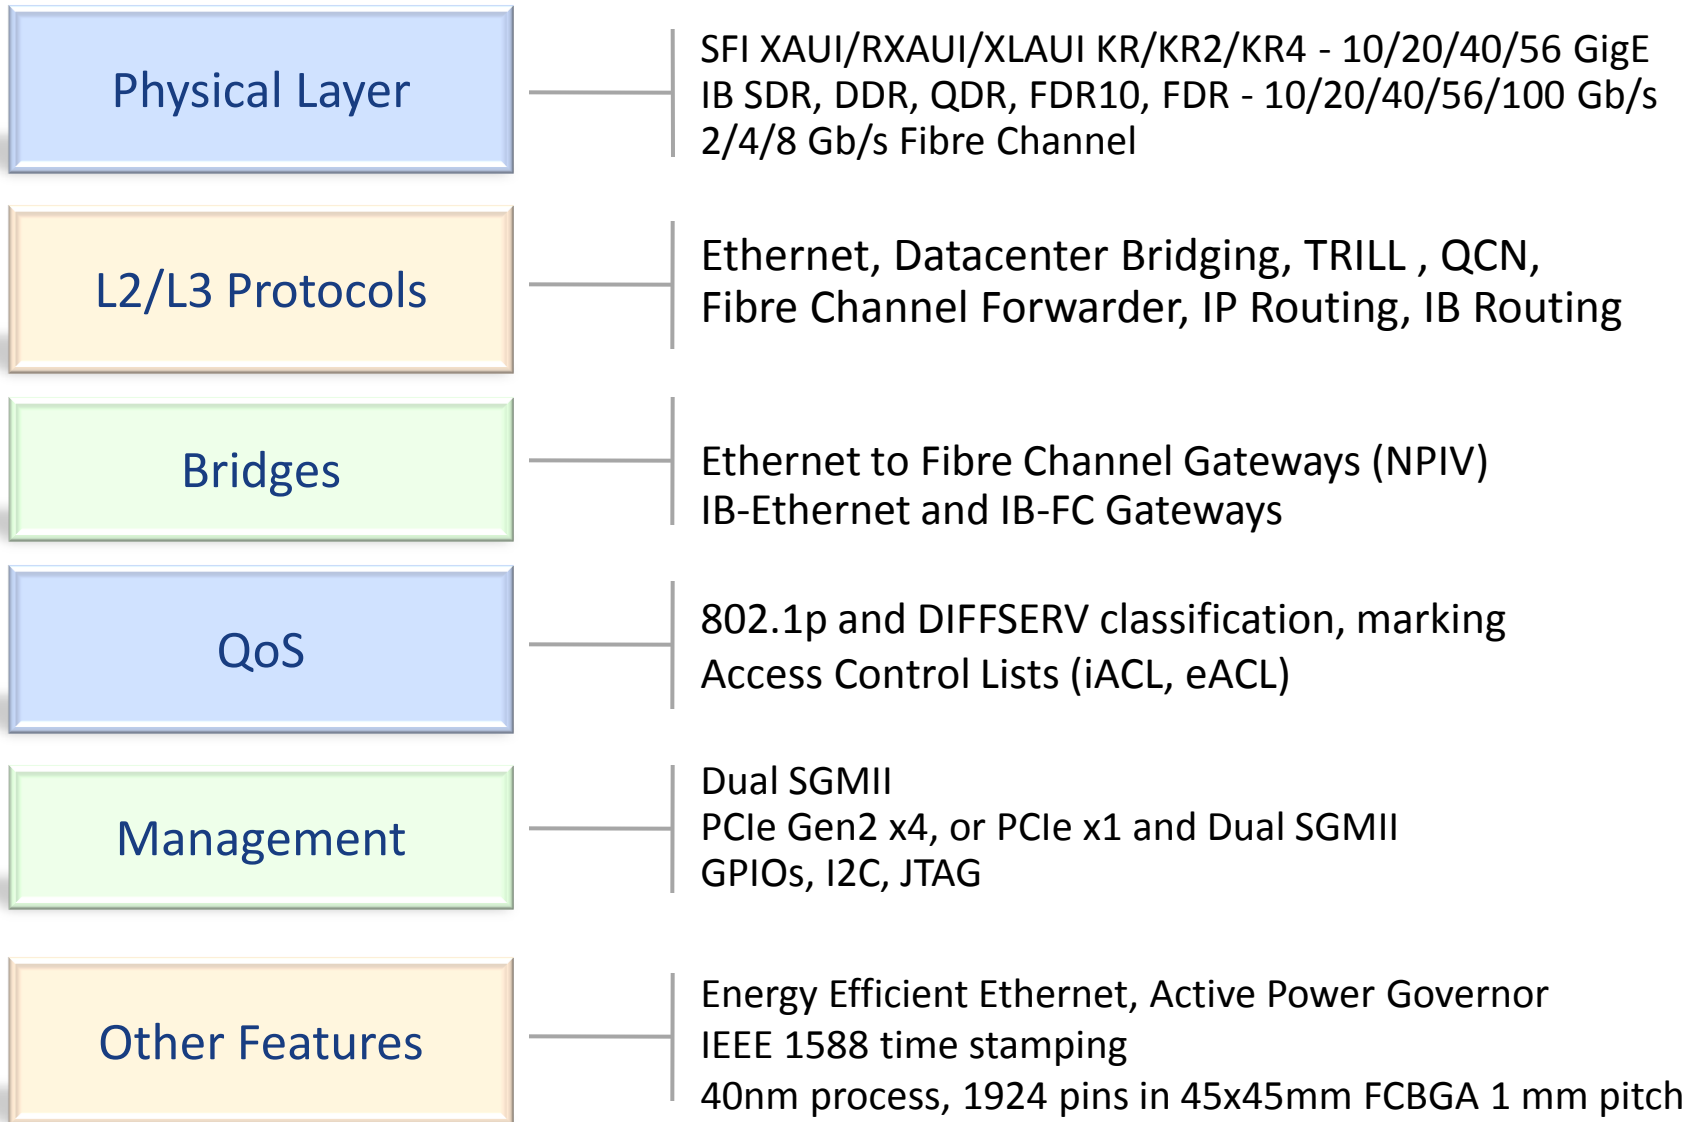 Physical Layer
SFI XAUI/RXAUI/XLAUI KR/KR2/KR4 - 10/20/40/56 GigE
IB SDR, DDR, QDR, FDR10, FDR - 10/20/40/56/100 Gb/s
2/4/8 Gb/s Fibre Channel
L2/L3 Protocols
Ethernet, Datacenter Bridging, TRILL , QCN,
Fibre Channel Forwarder, IP Routing, IB Routing
Bridges
Ethernet to Fibre Channel Gateways (NPIV)
IB-Ethernet and IB-FC Gateways
QoS
802.1p and DIFFSERV classification, marking
Access Control Lists (iACL, eACL)
Management
Dual SGMII
PCIe Gen2 x4, or PCIe x1 and Dual SGMII
GPIOs, I2C, JTAG
Other Features
Energy Efficient Ethernet, Active Power Governor
IEEE 1588 time stamping
40nm process, 1924 pins in 45x45mm FCBGA 1 mm pitch